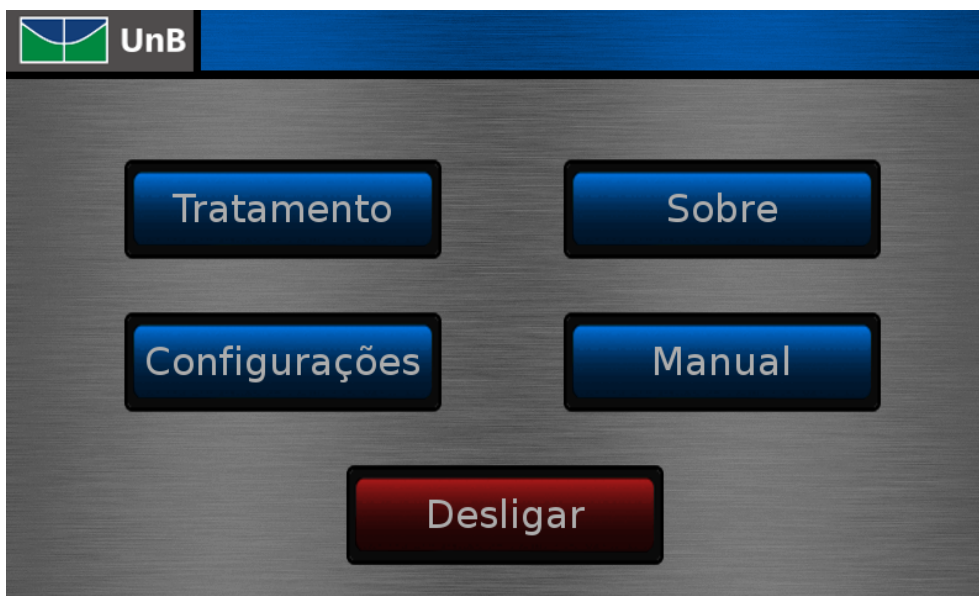 UnB
Tratamento
Sobre
Configurações
Manual
Desligar